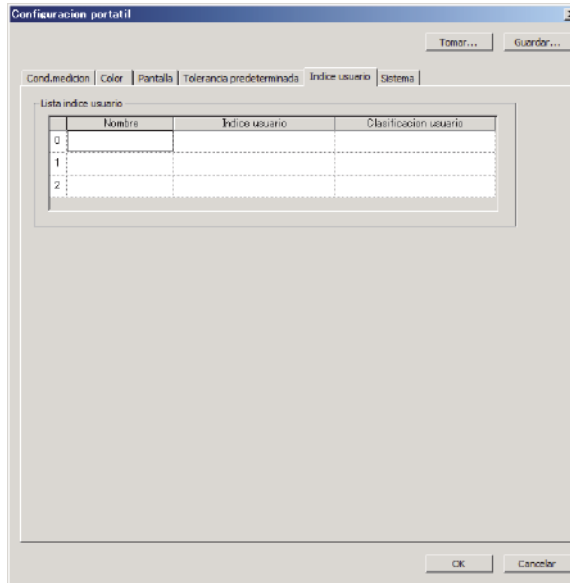 Configuracion portatil
Tomar... Guardar...
Cond.medicion Color Pantalla Tolerancia predeterminada Indice usuario Sistema
Lista indice usuario
Nombre Indice usuario Clasificacion usuario
0
1
2
OK Cancelar